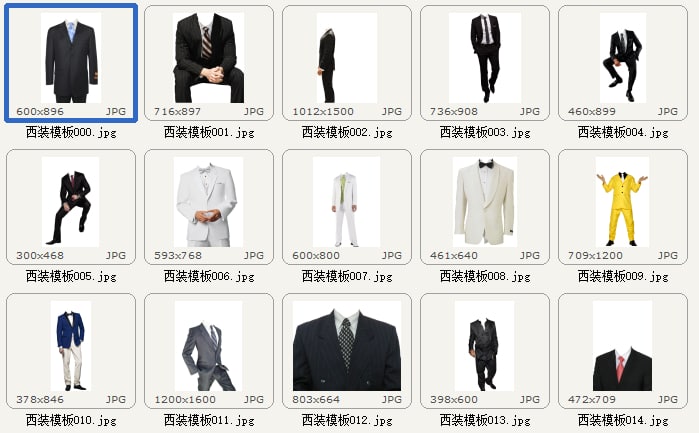 600x896 JPG
716x897 JPG
1012x1500 JPG
736x908 JPG
460x899 JPG
西装模板000.jpg
西装模板001.jpg
西装模板002.jpg
西装模板003.jpg
西装模板004.jpg
300x468 JPG
593x768 JPG
600x800 JPG
461x640 JPG
709x1200 JPG
西装模板005.jpg
西装模板006.jpg
西装模板007.jpg
西装模板008.jpg
西装模板009.jpg
378x846 JPG
1200x1600 JPG
803x664 JPG
398x600 JPG
472x709 JPG
西装模板010.jpg
西装模板011.jpg
西装模板012.jpg
西装模板013.jpg
西装模板014.jpg